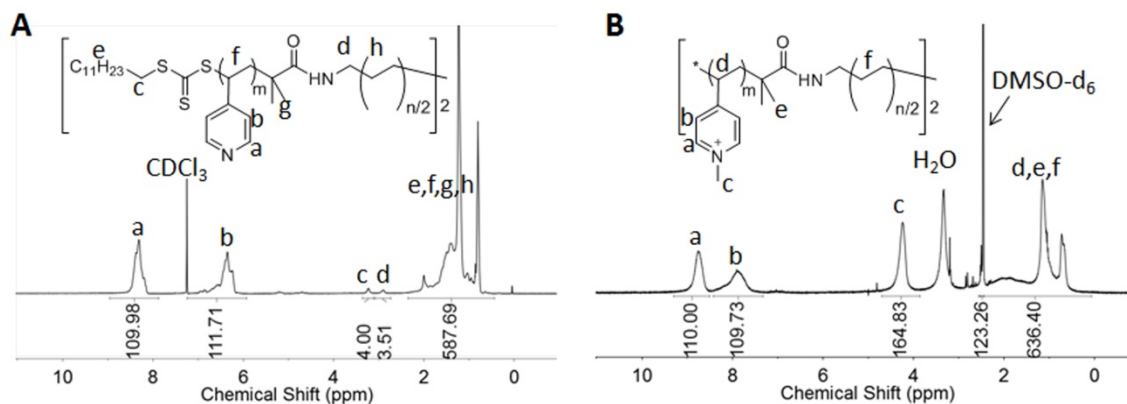 A
e
C₁₁H₂₃
S
S
S
c
f
O
NH
d
h
m
g
n/2
2
b
a
N
CDCl₃
a
b
c
d
e,f,g,h
109.98
111.71
4.00
3.51
587.69
10
8
6
4
2
0
Chemical Shift (ppm)
B
*
d
O
NH
f
m
e
n/2
2
b
a
N
+
c
DMSO-d₆
H₂O
a
b
c
d,e,f
110.00
109.73
164.83
123.26
636.40
10
8
6
4
2
0
Chemical Shift (ppm)